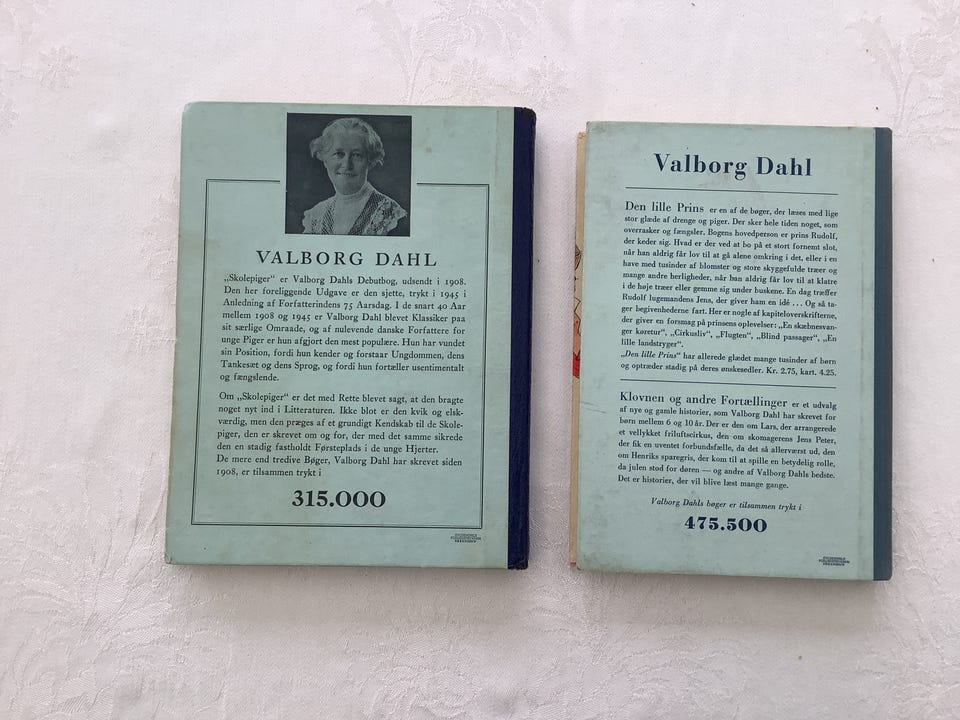 VALBORG DAHL
„Skolepiger" er Valborg Dahls Debutbog, udsendt i 1908.
Den her foreliggende Udgave er den sjette, trykt i 1945 i
Anledning af Forfatterindens 75 Aarsdag. I de snart 40 Aar
mellem 1908 og 1945 er Valborg Dahl blevet Klassiker paa
sit særlige Omraade, og af nulevende danske Forfattere for
unge Piger er hun afgjort den mest populære. Hun har vundet
sin Position, fordi hun kender og forstaar Ungdommen, dens
Tankesæt og dens Sprog, og fordi hun fortæller usentimentalt
og fængslende.
Om „Skolepiger" er det med Rette blevet sagt, at den bragte
noget nyt ind i Litteraturen. Ikke blot er den kvik og elsk-
værdig, men præges af et grundigt Kendskab til de Skole-
piger, den er skrevet om og for, der med det samme sikrede
den en stadig fastholdt Førsteplads i de unge Hjerter.
De mere end tredive Bøger, Valborg Dahl har skrevet siden
1908, er tilsammen trykt i
315.000
Valborg Dahl
Den lille Prins er en af de bøger, der læses med lige
stor glæde af drenge og piger. Der sker hele tiden noget, som
overrasker og fængsler. Bogens hovedperson er prins Rudolf,
der keder sig. Hvad er der ved at bo på et stort fornemt slot,
når man aldrig får lov til at gå alene omkring i det, eller i en
have med tusinder af blomster og store skyggefulde træer og
mange andre herligheder, når man aldrig får lov til at klatre
i de høje træer eller gemme sig under buskene. En dag træffer
Rudolf lugemandens Jens, der giver ham en idé ... Og så ta-
ger begivenhederne fart. Her er nogle af kapiteloverskrifterne,
der giver en forsmag på prinsens oplevelser: „En skæbnesvan-
ger køretur", „Cirkusliv", „Flugten", „Blind passager", „En
lille landstryger".
„Den lille Prins" har allerede glædet mange tusinder af børn
og optræder stadig på deres ønskesedler. Kr. 2.75, kart. 4.25.
Klovnen og andre Fortællinger er et udvalg
af nye og gamle historier, som Valborg Dahl har skrevet for
børn mellem 6 og 10 år. Der er den om Lars, der arrangerede
et vellykket friluftscirkus, den om skomagerens Jens Peter,
der fik en uventet forbundsfælle, da det så allerværst ud, den
om Henriks sparegris, der kom til at spille en betydelig rolle,
da julen stod for døren — og andre af Valborg Dahls bedste.
Det er historier, der vil blive læst mange gange.
Valborg Dahls bøger er tilsammen trykt i
475.500